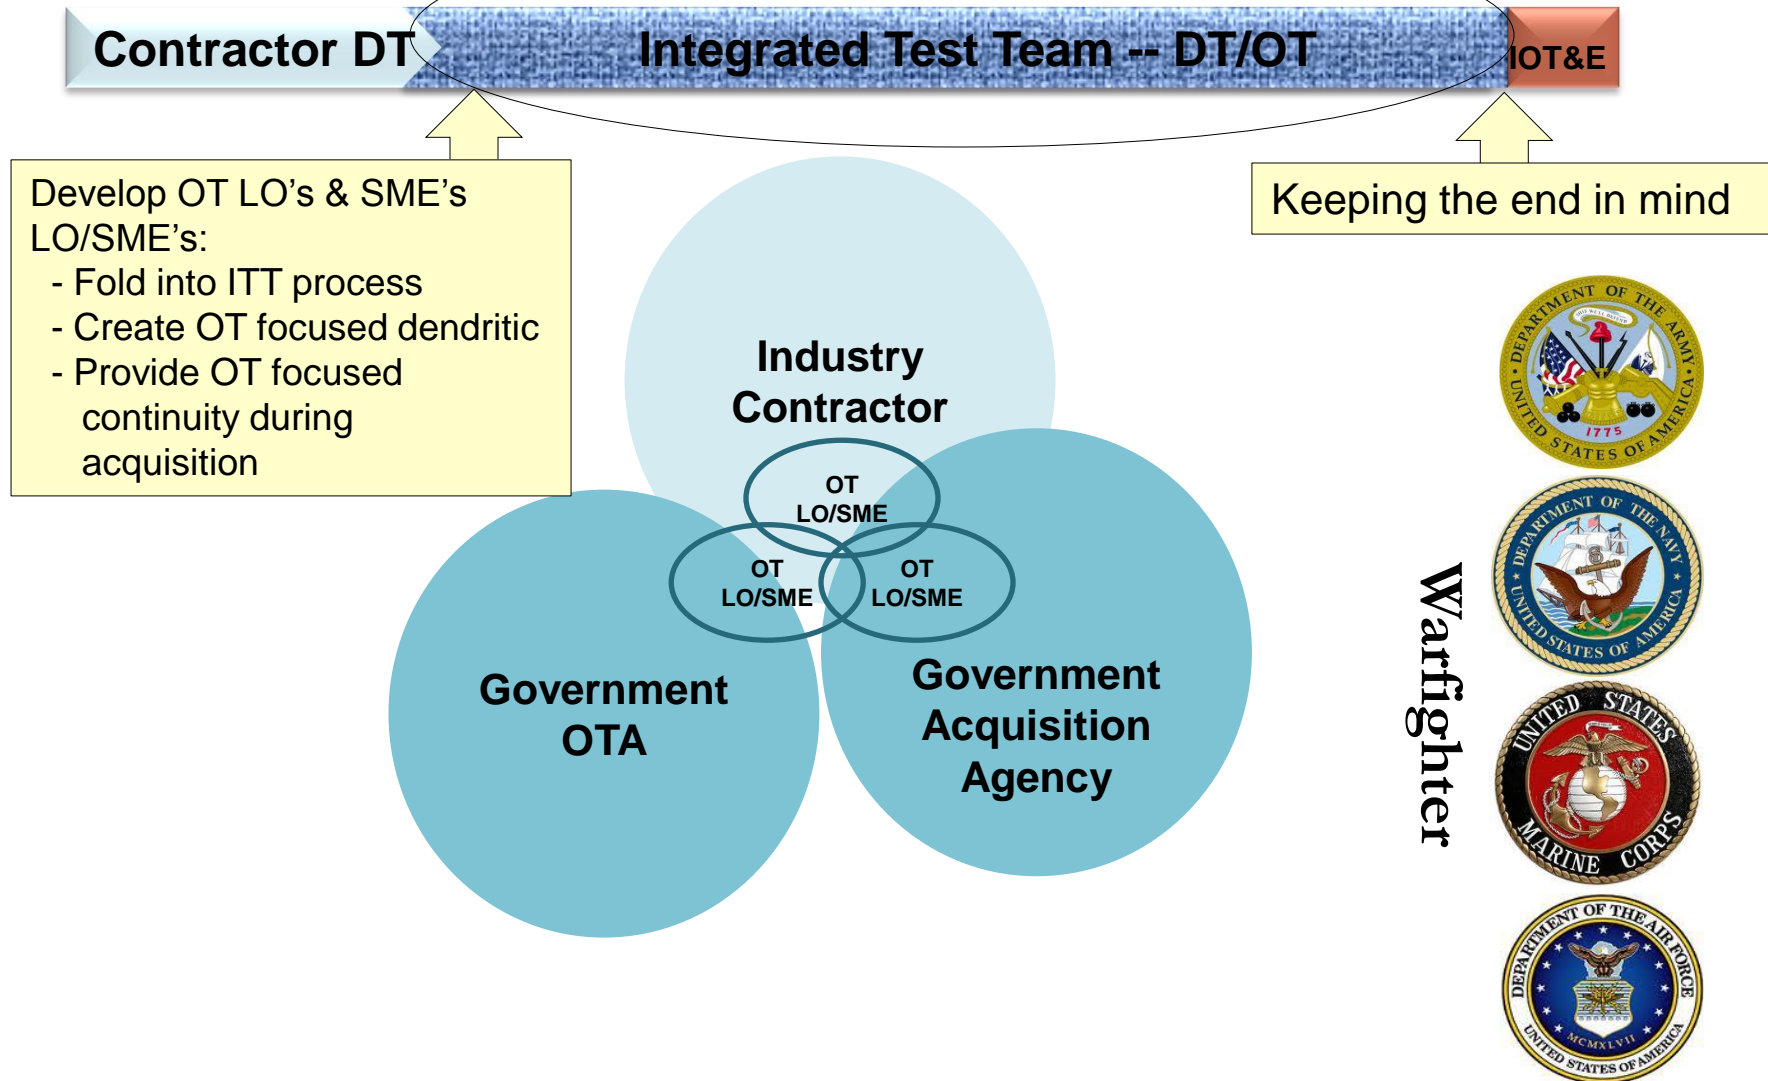 Contractor DT
Integrated Test Team -- DT/OT
IOT&E
Develop OT LO's & SME's
LO/SME's:
- Fold into ITT process
- Create OT focused dendritic
- Provide OT focused
continuity during
acquisition
Keeping the end in mind
Industry
Contractor
OT
LO/SME
OT
LO/SME
OT
LO/SME
Government
OTA
Government
Acquisition
Agency
Warfighter
DEPARTMENT OF THE ARMY
UNITED STATES OF AMERICA
1775
DEPARTMENT OF THE NAVY
UNITED STATES OF AMERICA
UNITED STATES
MARINE CORPS
DEPARTMENT OF THE AIR FORCE
MCMXLVII
UNITED STATES OF AMERICA